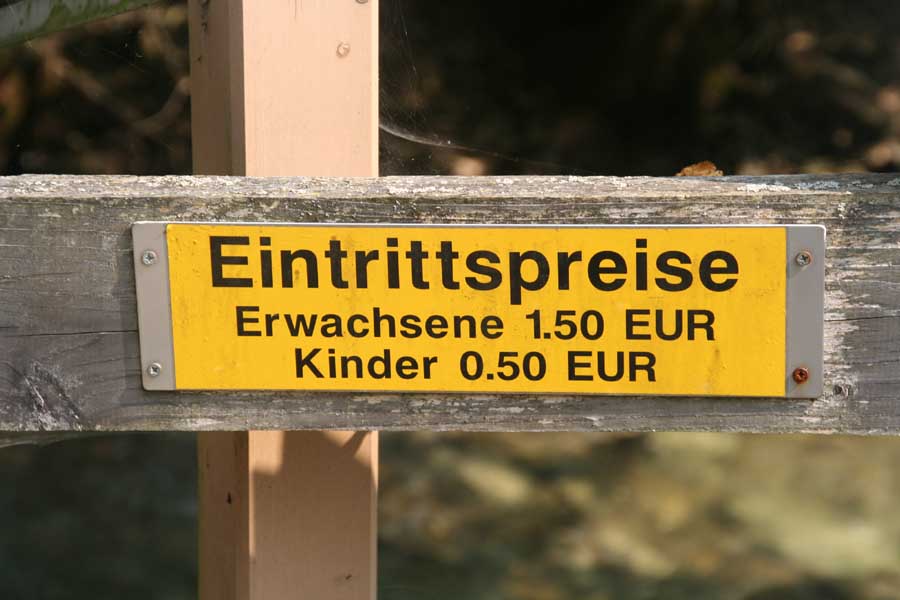 Eintrittspreise
Erwachsene 1.50 EUR
Kinder 0.50 EUR